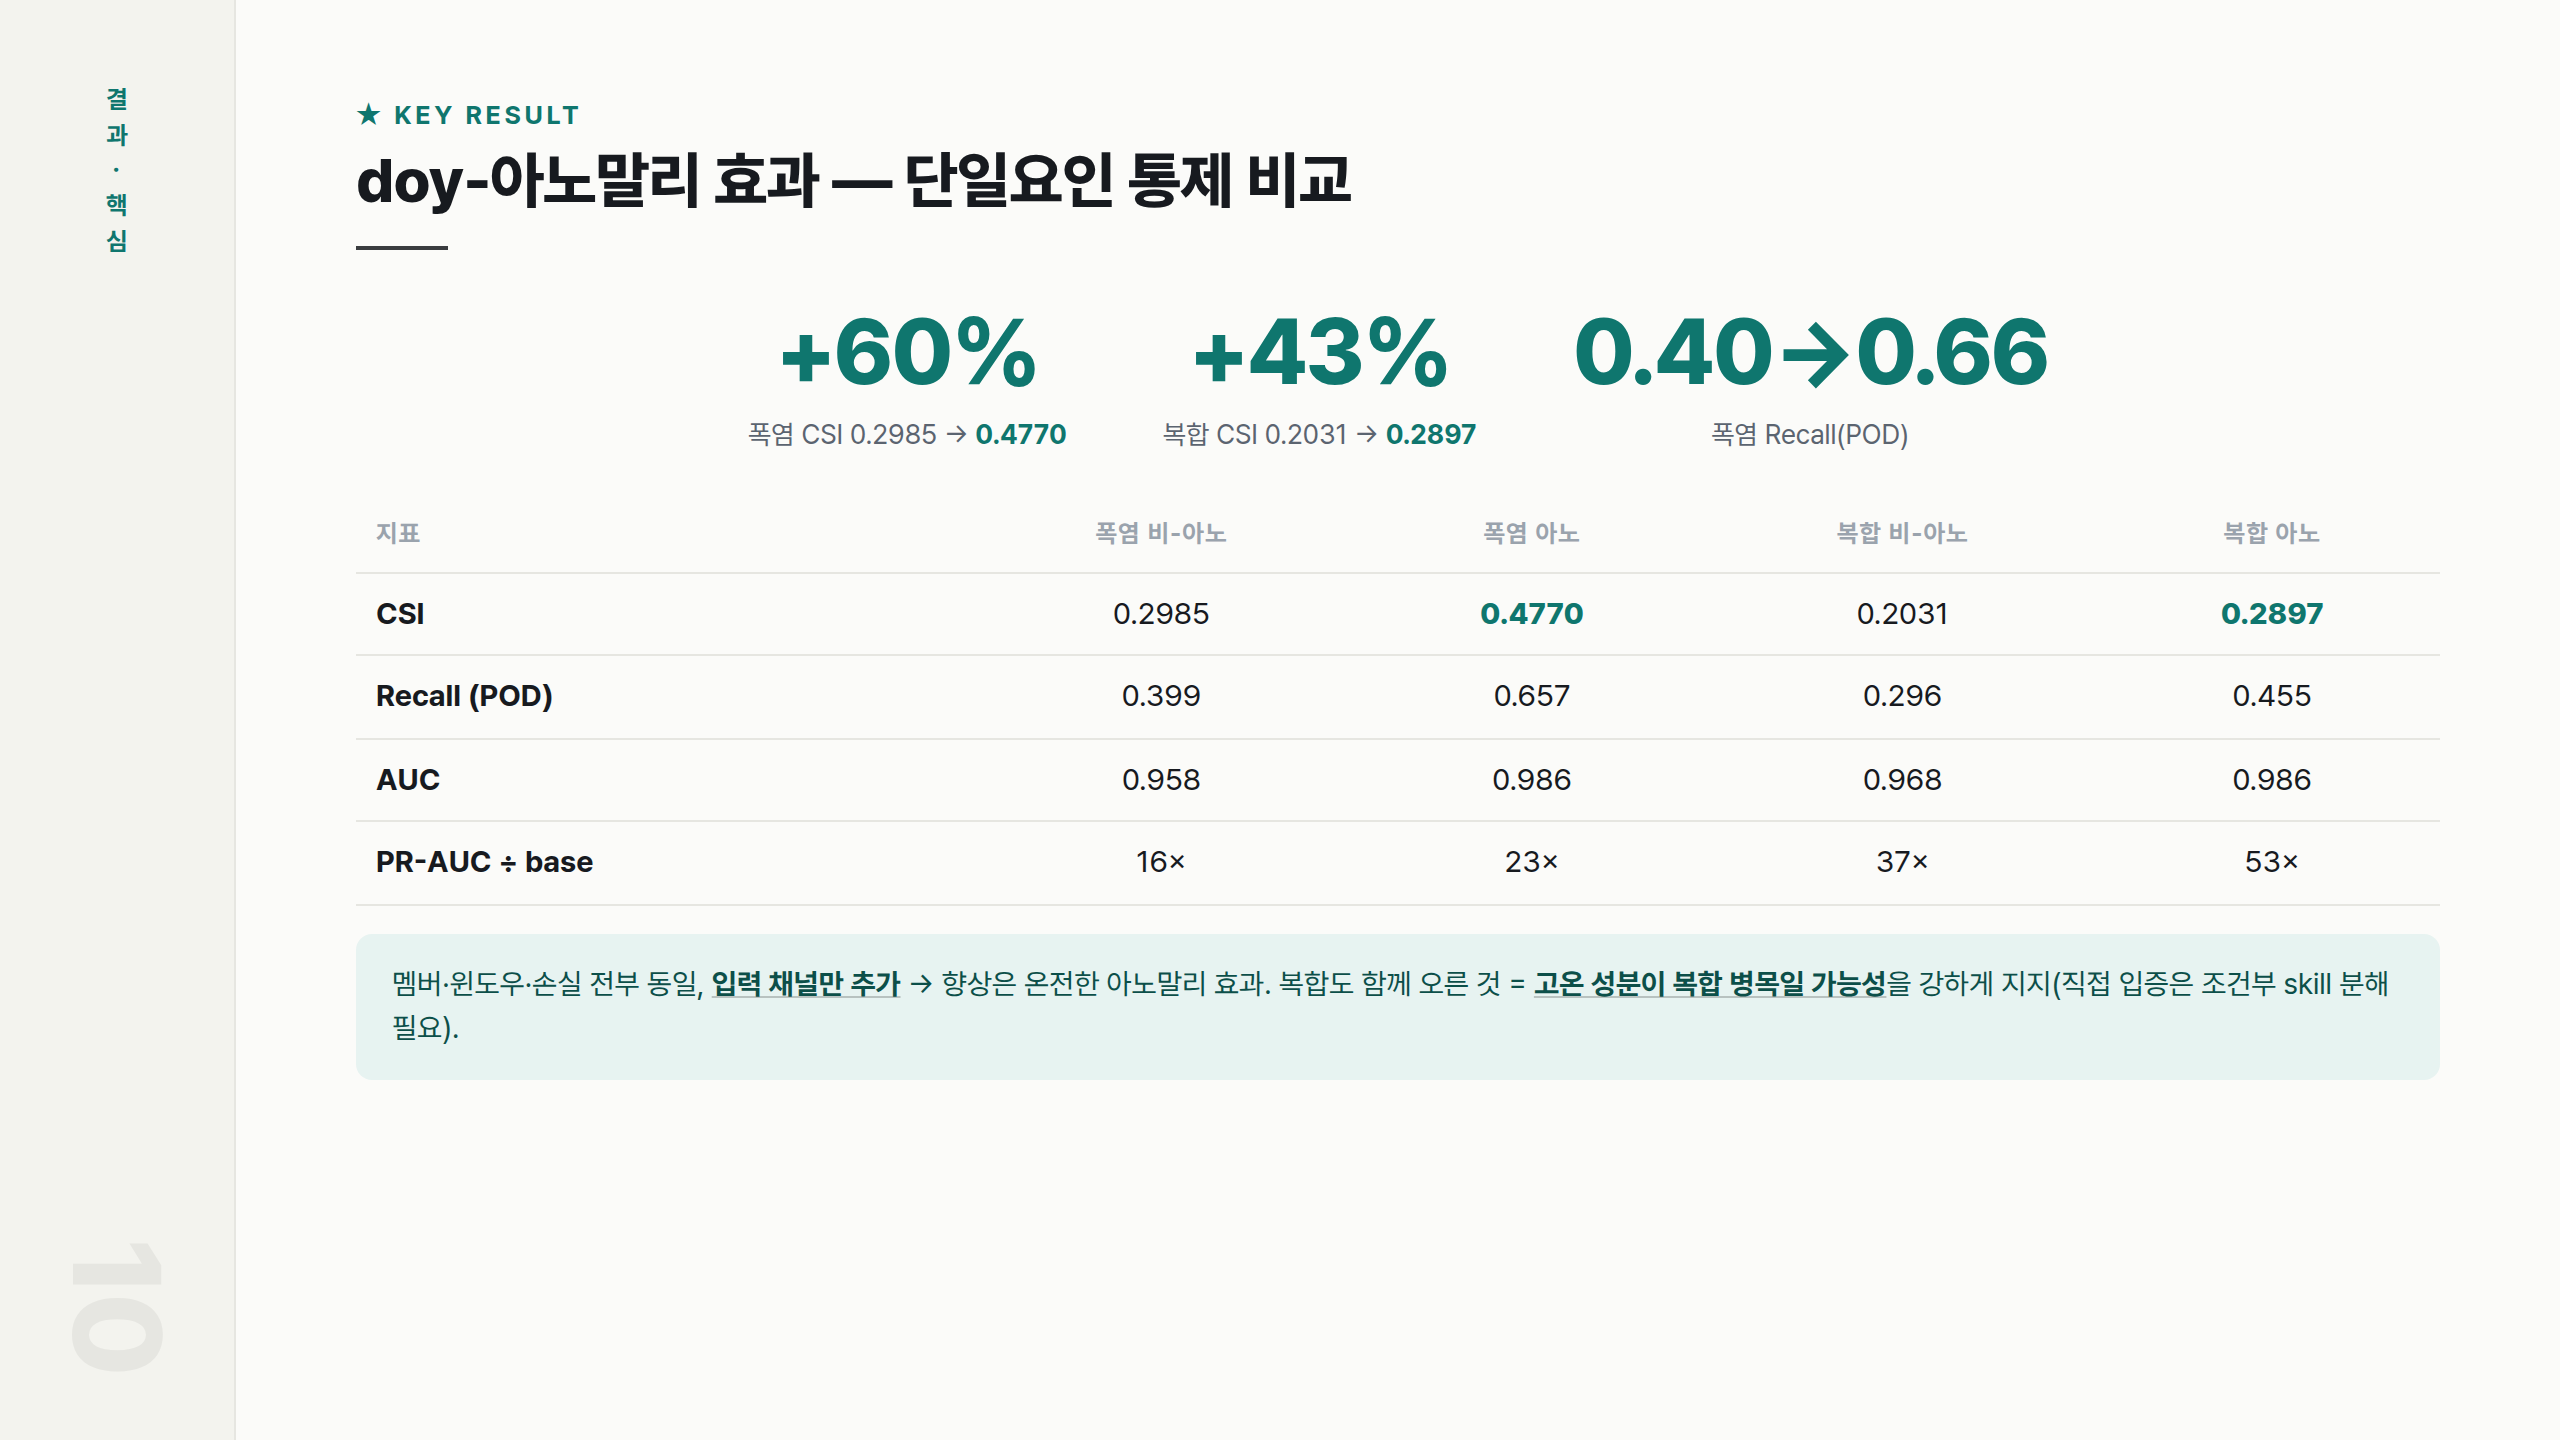 결과·핵심
★ KEY RESULT
doy-아노말리 효과 — 단일요인 통제 비교
+60% +43% 0.40→0.66
폭염 CSI 0.2985 → 0.4770 복합 CSI 0.2031 → 0.2897 폭염 Recall(POD)
지표 폭염 비-아노 폭염 아노 복합 비-아노 복합 아노
CSI 0.2985 0.4770 0.2031 0.2897
Recall (POD) 0.399 0.657 0.296 0.455
AUC 0.958 0.986 0.968 0.986
PR-AUC ÷ base 16× 23× 37× 53×
멤버·윈도우·손실 전부 동일, 입력 채널만 추가 → 향상은 온전한 아노말리 효과. 복합도 함께 오른 것 = 고온 성분이 복합 병목일 가능성을 강하게 지지(직접 입증은 조건부 skill 분해
필요).
10